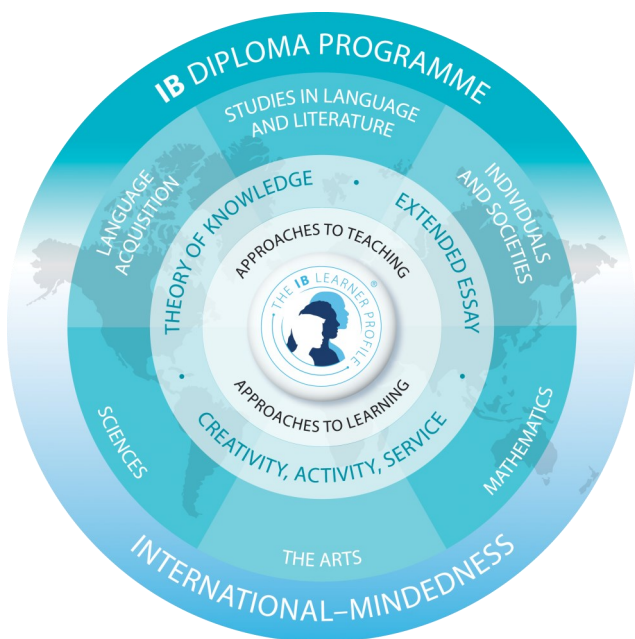 IB DIPLOMA PROGRAMME
STUDIES IN LANGUAGE
AND LITERATURE
LANGUAGE
ACQUISITION
INDIVIDUALS
AND SOCIETIES
THEORY OF KNOWLEDGE
•
EXTENDED ESSAY
APPROACHES TO TEACHING
THE IB LEARNER PROFILE
®
APPROACHES TO LEARNING
•
CREATIVITY, ACTIVITY, SERVICE
•
SCIENCES
MATHEMATICS
THE ARTS
INTERNATIONAL–MINDEDNESS